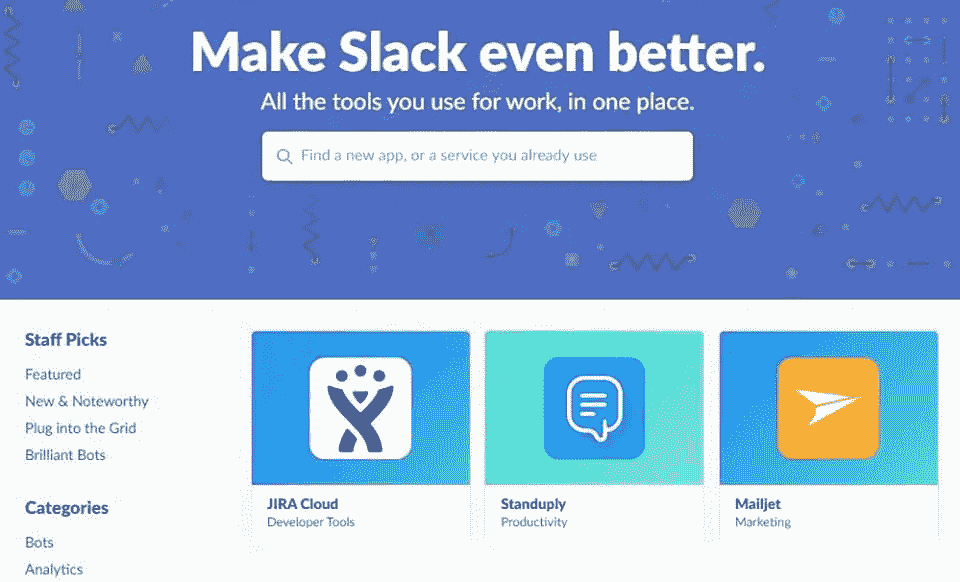 Make Slack even better.
All the tools you use for work, in one place.
Find a new app, or a service you already use
Staff Picks
Featured
New & Noteworthy
Plug into the Grid
Brilliant Bots
Categories
Bots
Analytics
JIRA Cloud
Developer Tools
Standuply
Productivity
Mailjet
Marketing